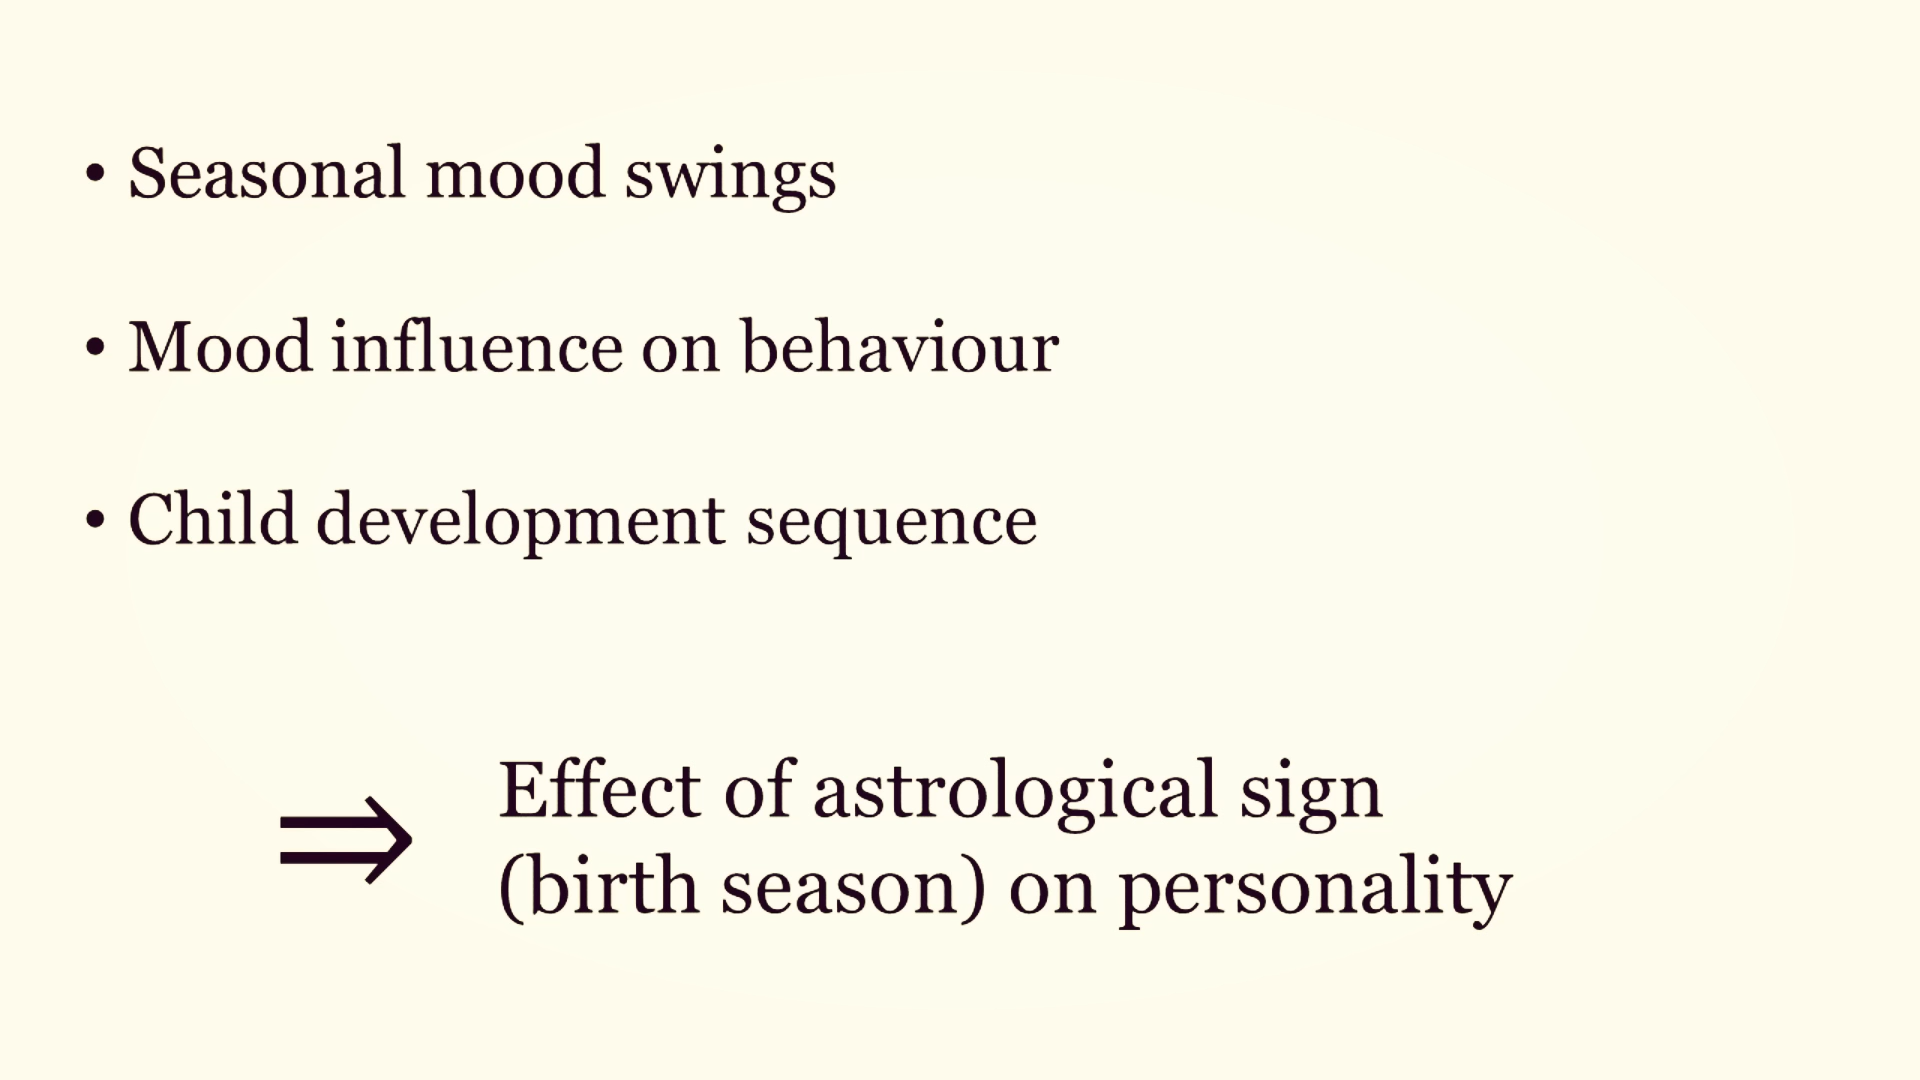 • Seasonal mood swings
• Mood influence on behaviour
• Child development sequence
⇒ Effect of astrological sign
(birth season) on personality